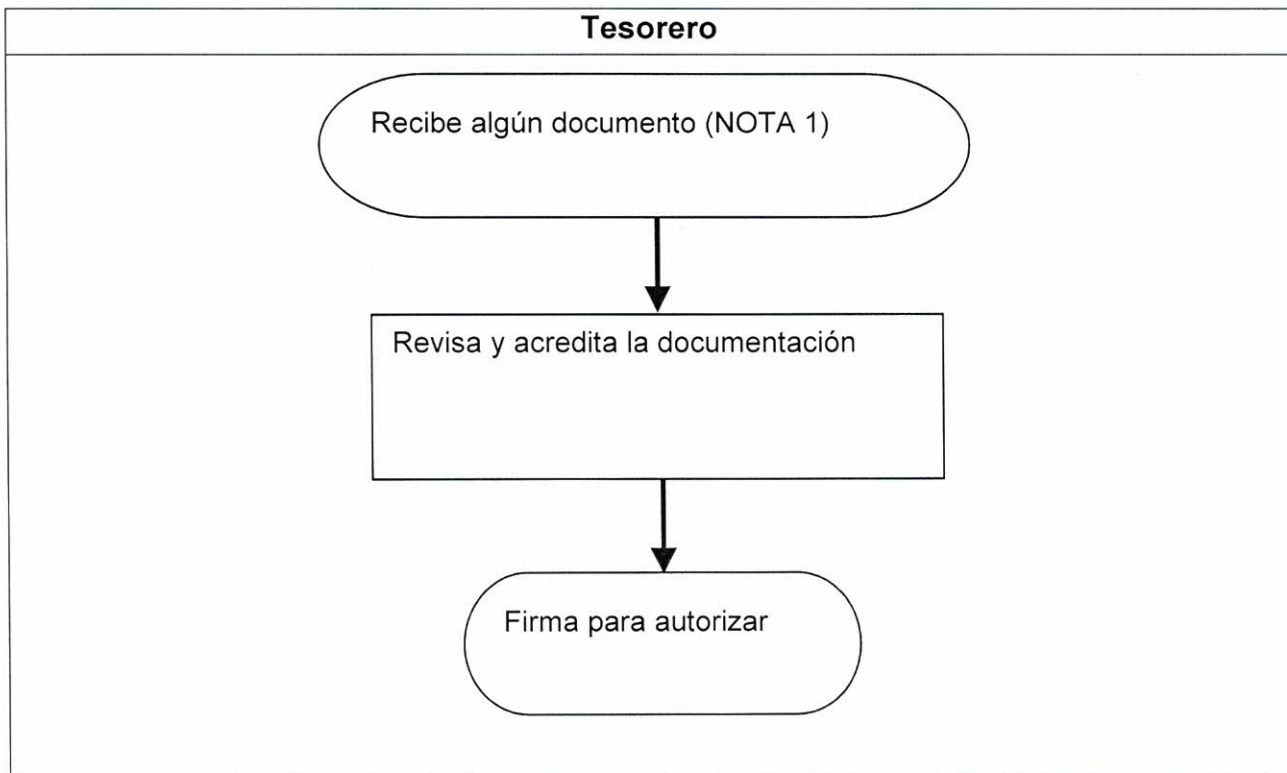 Tesorero
Recibe algún documento (NOTA 1)
Revisa y acredita la documentación
Firma para autorizar